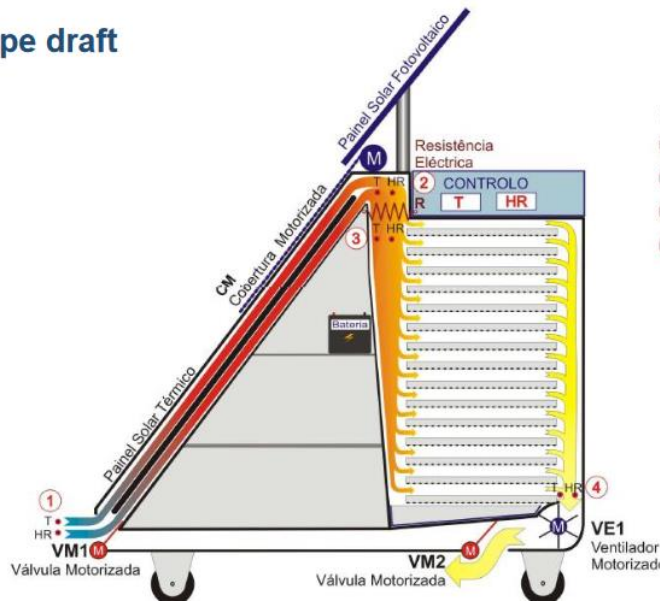 pe draft
Painel Solar Fotovoltaico
M
Resistência
Eléctrica
T HR
2
CONTROLO
R
T
HR
3
T HR
CM
Cobertura Motorizada
Bateria
Painel Solar Térmico
1
T
HR
VM1
M
Válvula Motorizada
T HR
4
M
VE1
Ventilador
Motorizado
M
VM2
Válvula Motorizada